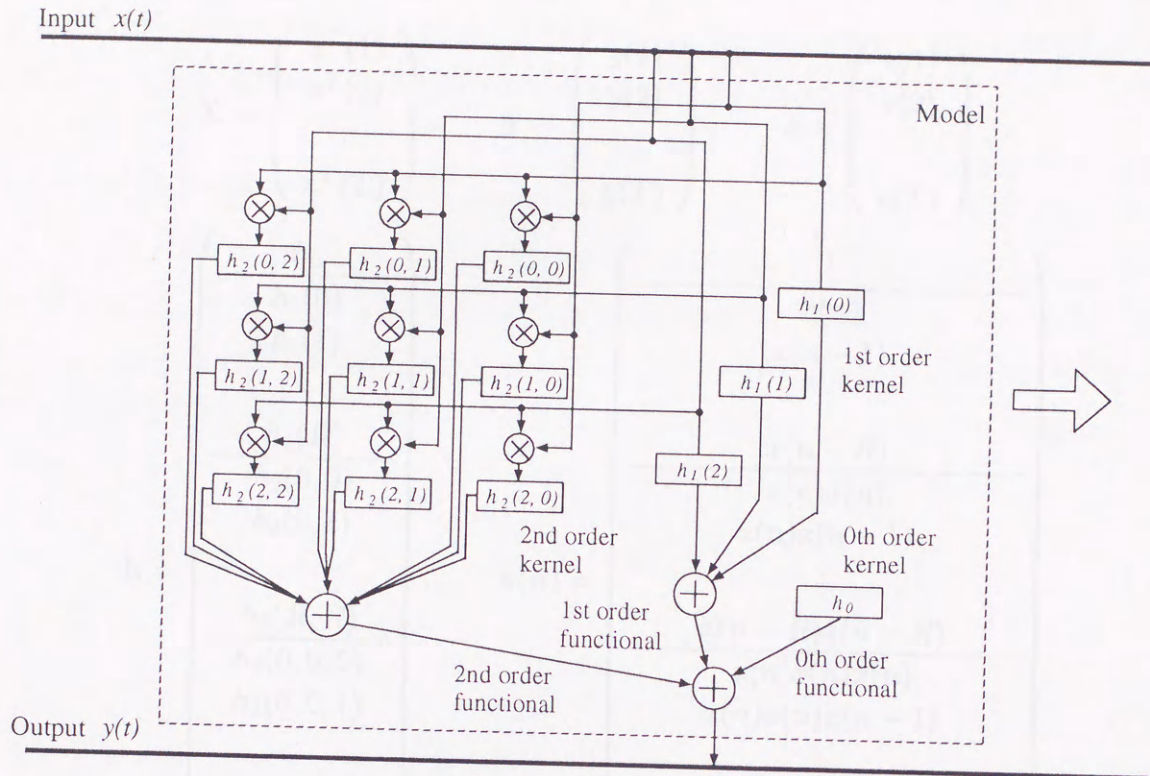 Input x(t)
Model
h₂(0, 2)
h₂(0, 1)
h₂(0, 0)
h₁(0)
1st order
kernel
h₂(1, 2)
h₂(1, 1)
h₂(1, 0)
h₁(1)
h₁(2)
h₂(2, 2)
h₂(2, 1)
h₂(2, 0)
2nd order
kernel
0th order
kernel
h₀
1st order
functional
0th order
functional
2nd order
functional
Output y(t)